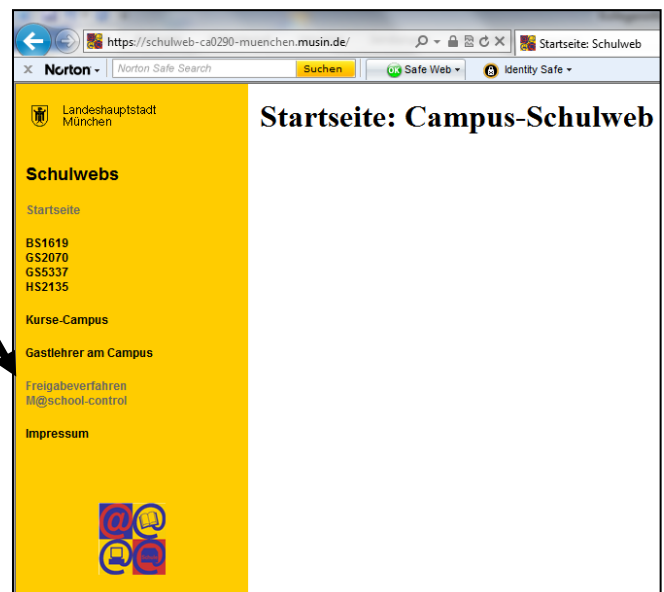 https://schulweb-ca0290-muenchen.musin.de/
Startseite: Schulweb
x Norton - Norton Safe Search Suchen OK Safe Web Identity Safe
Landeshauptstadt
München
Startseite: Campus-Schulweb
Schulwebs
Startseite
BS1619
GS2070
GS5337
HS2135
Kurse-Campus
Gastlehrer am Campus
Freigabeverfahren
M@school-control
Impressum